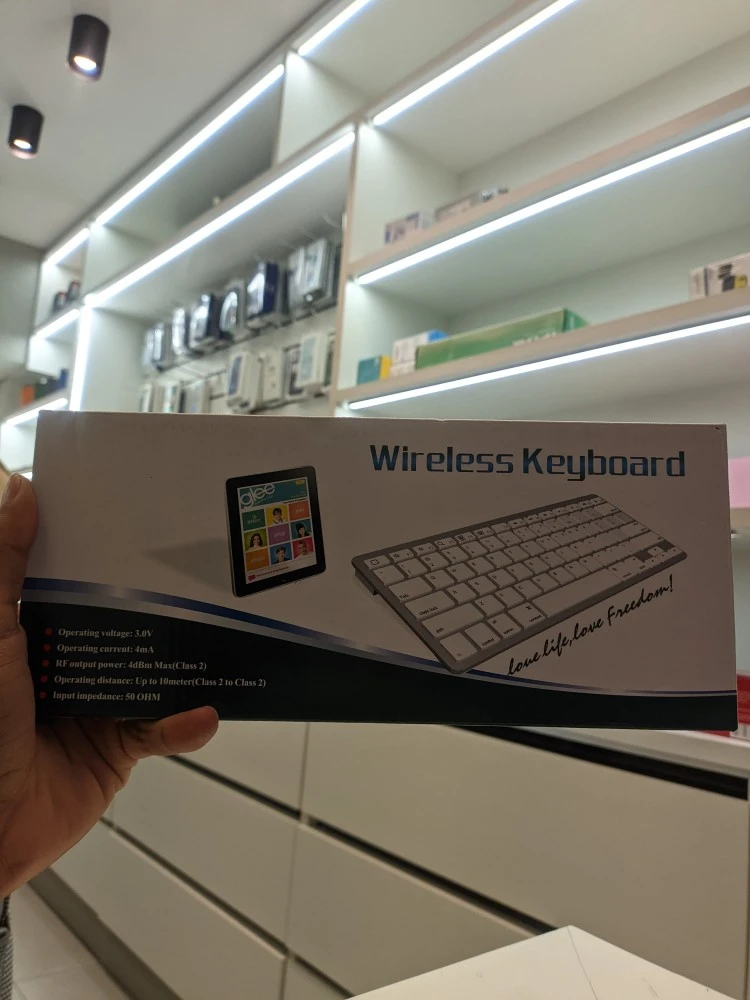 Wireless Keyboard
glee
love life,love Freedom!
Operating voltage: 3.0V
Operating current: 4mA
RF output power: 4dBm Max(Class 2)
Operating distance: Up to 10meter(Class 2 to Class 2)
Input impedance: 50 OHM